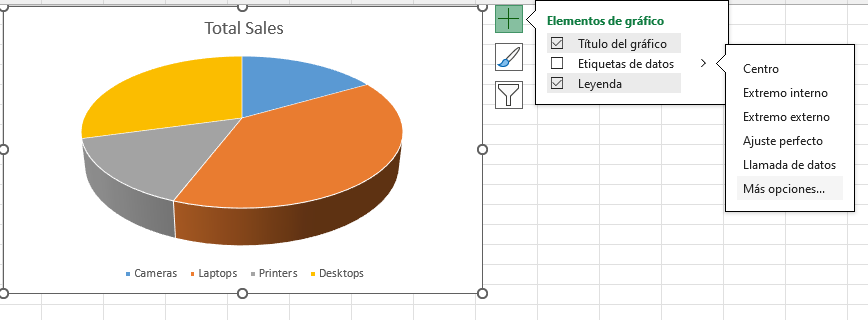 Total Sales
Cameras Laptops Printers Desktops
Elementos de gráfico
Título del gráfico
Etiquetas de datos
Leyenda
Centro
Extremo interno
Extremo externo
Ajuste perfecto
Llamada de datos
Más opciones...